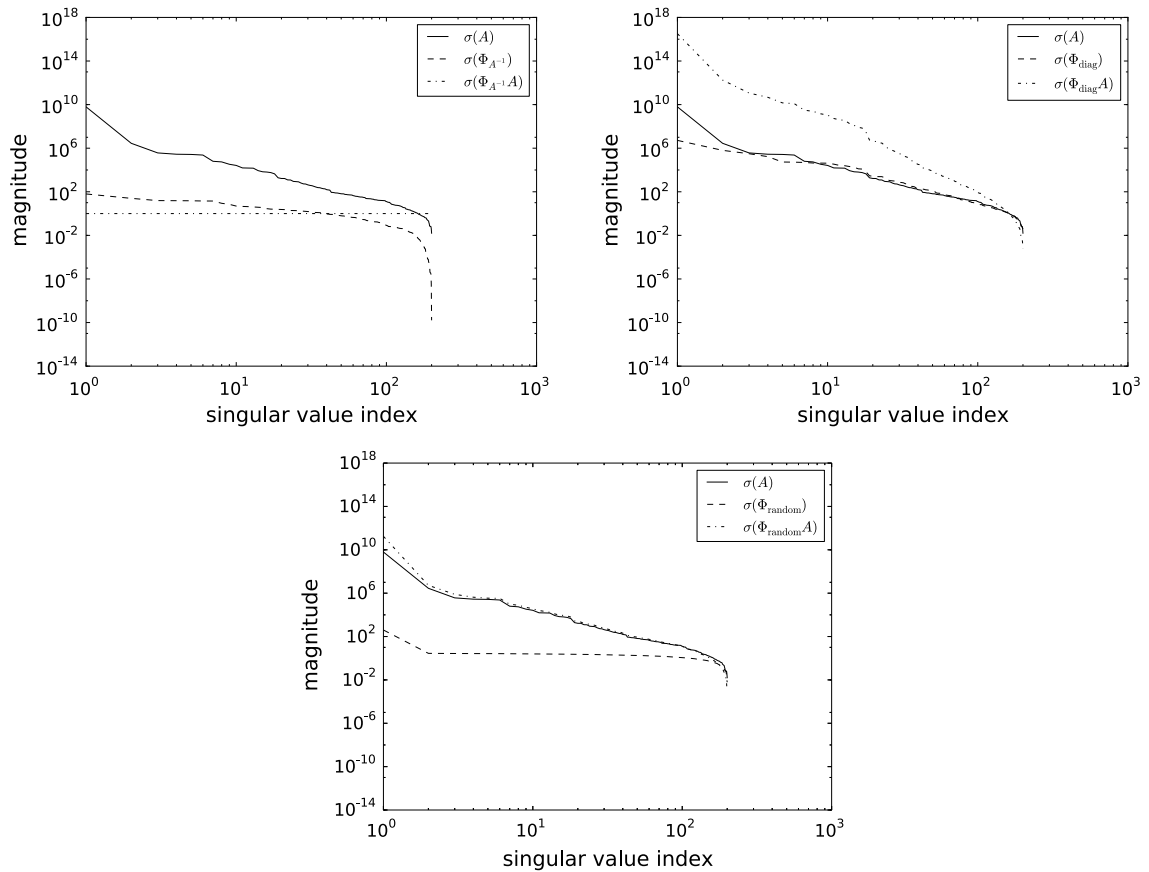 10^18
10^14
10^10
10^6
10^2
10^-2
10^-6
10^-10
10^-14
magnitude
10^0 10^1 10^2 10^3
singular value index
σ(A)
σ(Φ_{A^-1})
σ(Φ_{A^-1}A)
10^18
10^14
10^10
10^6
10^2
10^-2
10^-6
10^-10
10^-14
magnitude
10^0 10^1 10^2 10^3
singular value index
σ(A)
σ(Φ_diag)
σ(Φ_diag A)
10^18
10^14
10^10
10^6
10^2
10^-2
10^-6
10^-10
10^-14
magnitude
10^0 10^1 10^2 10^3
singular value index
σ(A)
σ(Φ_random)
σ(Φ_random A)